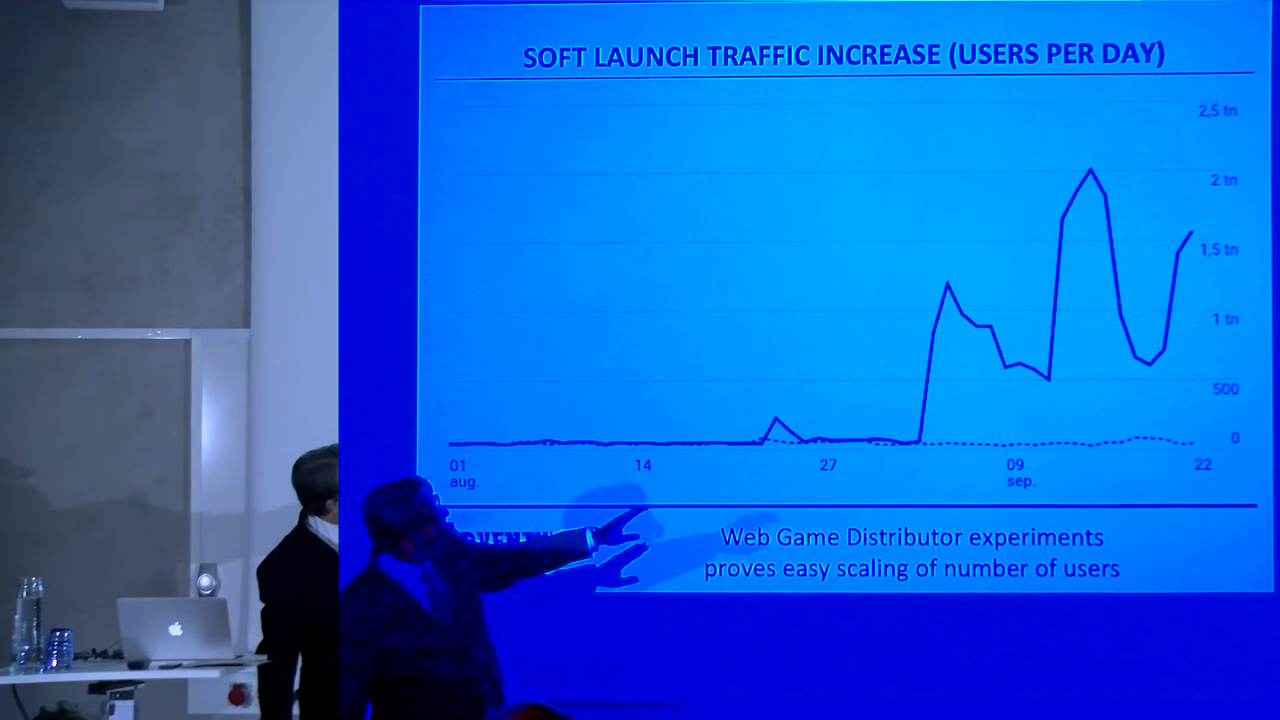 SOFT LAUNCH TRAFFIC INCREASE (USERS PER DAY)
2,5 tn
2 tn
1,5 tn
1 tn
500
0
01 14 27 09 22
aug. sep.
Web Game Distributor experiments
proves easy scaling of number of users